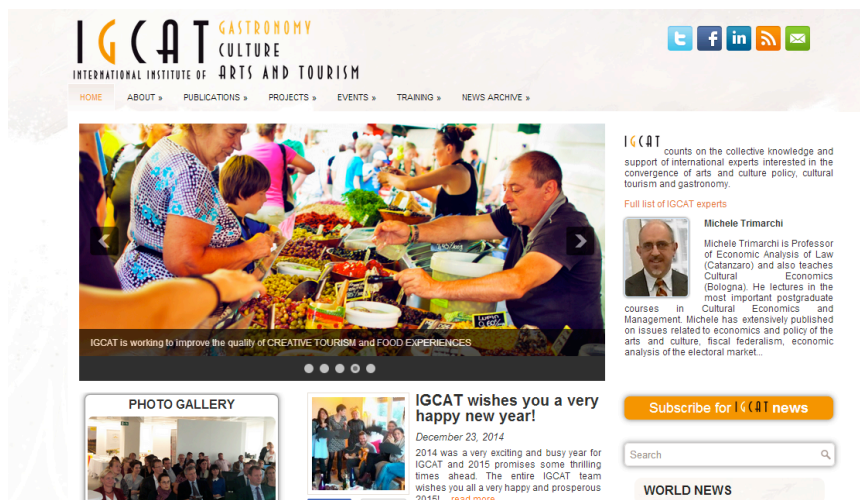 IGCAT GASTRONOMY
CULTURE
INTERNATIONAL INSTITUTE OF ARTS AND TOURISM
HOME ABOUT » PUBLICATIONS » PROJECTS » EVENTS » TRAINING » NEWS ARCHIVE »
IGCAT is working to improve the quality of CREATIVE TOURISM and FOOD EXPERIENCES
IGCAT counts on the collective knowledge and
support of international experts interested in the
convergence of arts and culture policy, cultural
tourism and gastronomy.
Full list of IGCAT experts
Michele Trimarchi
Michele Trimarchi is Professor
of Economic Analysis of Law
(Catanzaro) and also teaches
Cultural Economics
(Bologna). He lectures in the
most important postgraduate
courses in Cultural Economics and
Management. Michele has extensively published
on issues related to economics and policy of the
arts and culture, fiscal federalism, economic
analysis of the electoral market...
PHOTO GALLERY
IGCAT wishes you a very
happy new year!
December 23, 2014
2014 was a very exciting and busy year for
IGCAT and 2015 promises some thrilling
times ahead. The entire IGCAT team
wishes you all a very happy and prosperous
2015!... read more
Subscribe for IGCAT news
Search
WORLD NEWS